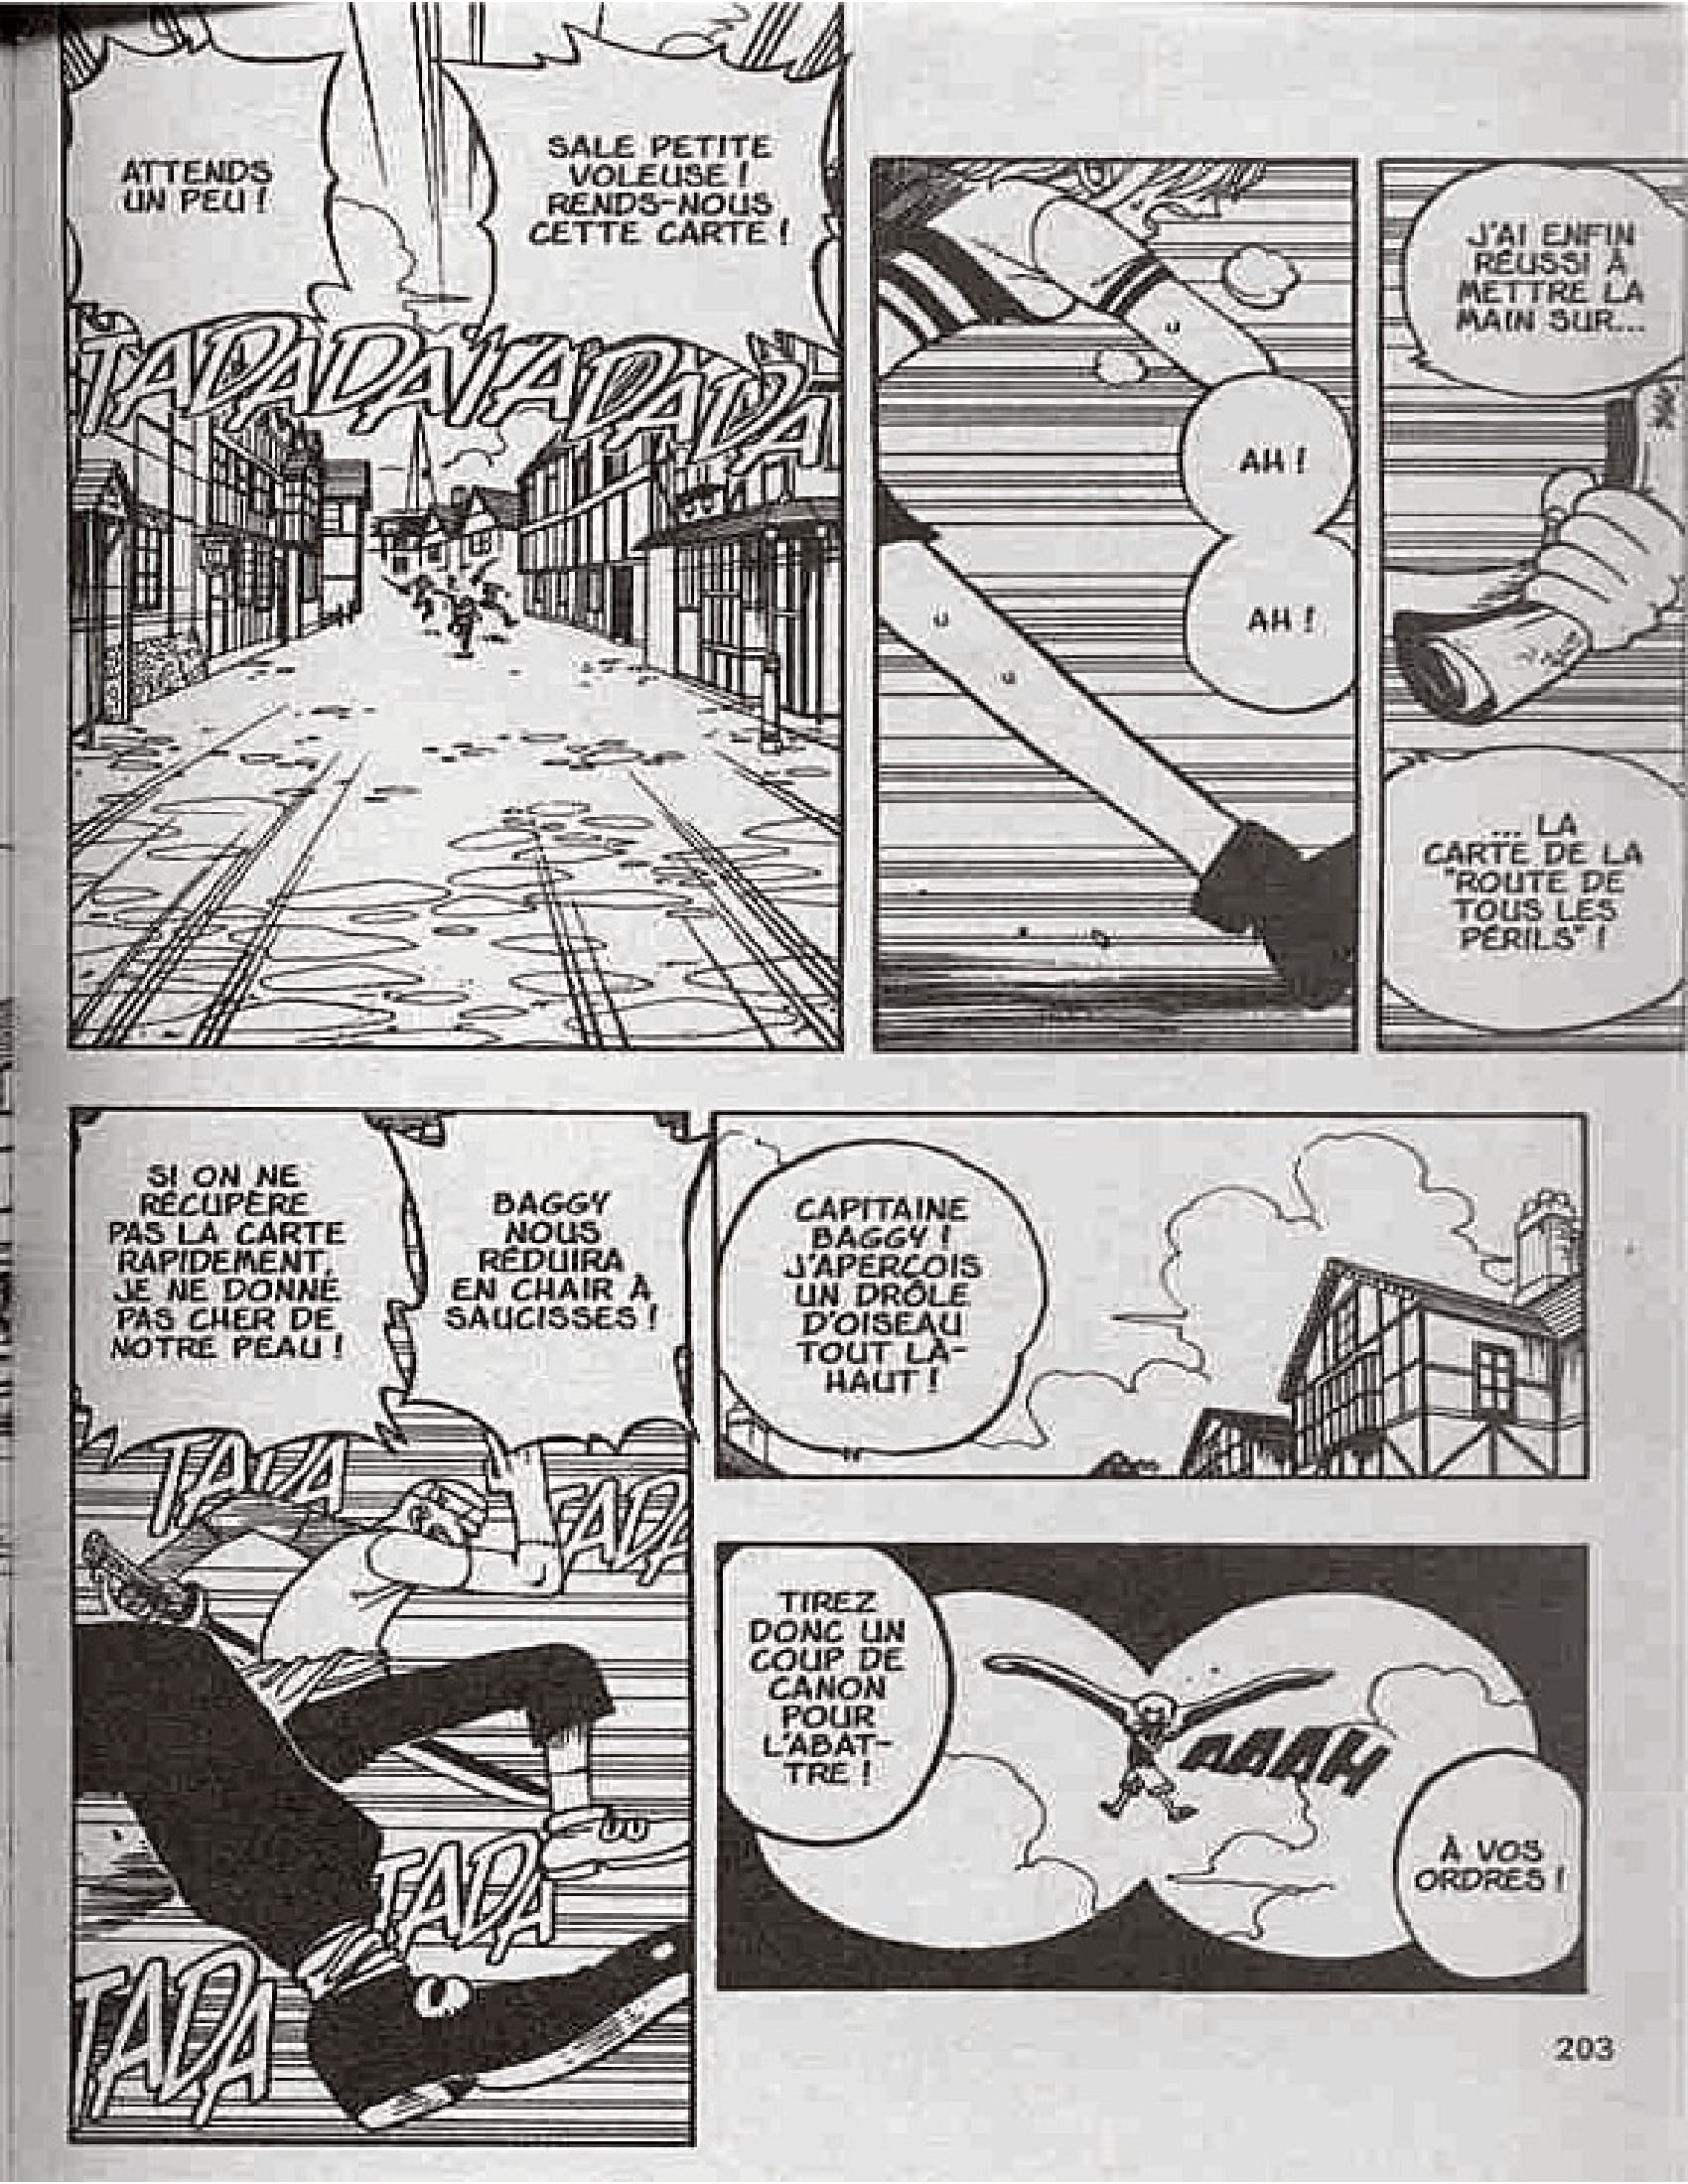 J'AI ENFIN
RÉUSSI À
METTRE LA
MAIN SUR...
... LA
CARTE DE LA
"ROUTE DE
TOUS LES
PÉRILS" !
AH !
AH !
SALE PETITE
VOLEUSE !
RENDS-NOUS
CETTE CARTE !
ATTENDS
UN PEU !
TADADADATADADADA
CAPITAINE
BAGGY !
J'APERÇOIS
UN DRÔLE
D'OISEAU
TOUT LÀ-
HAUT !
TIREZ
DONC UN
COUP DE
CANON
POUR
L'ABAT-
TRE !
AAAAH
À VOS
ORDRES !
BAGGY
NOUS
RÉDUIRA
EN CHAIR À
SAUCISSES !
SI ON NE
RÉCUPÈRE
PAS LA CARTE
RAPIDEMENT,
JE NE DONNE
PAS CHER DE
NOTRE PEAU !
TADA
TADA
TADA
TADA
203